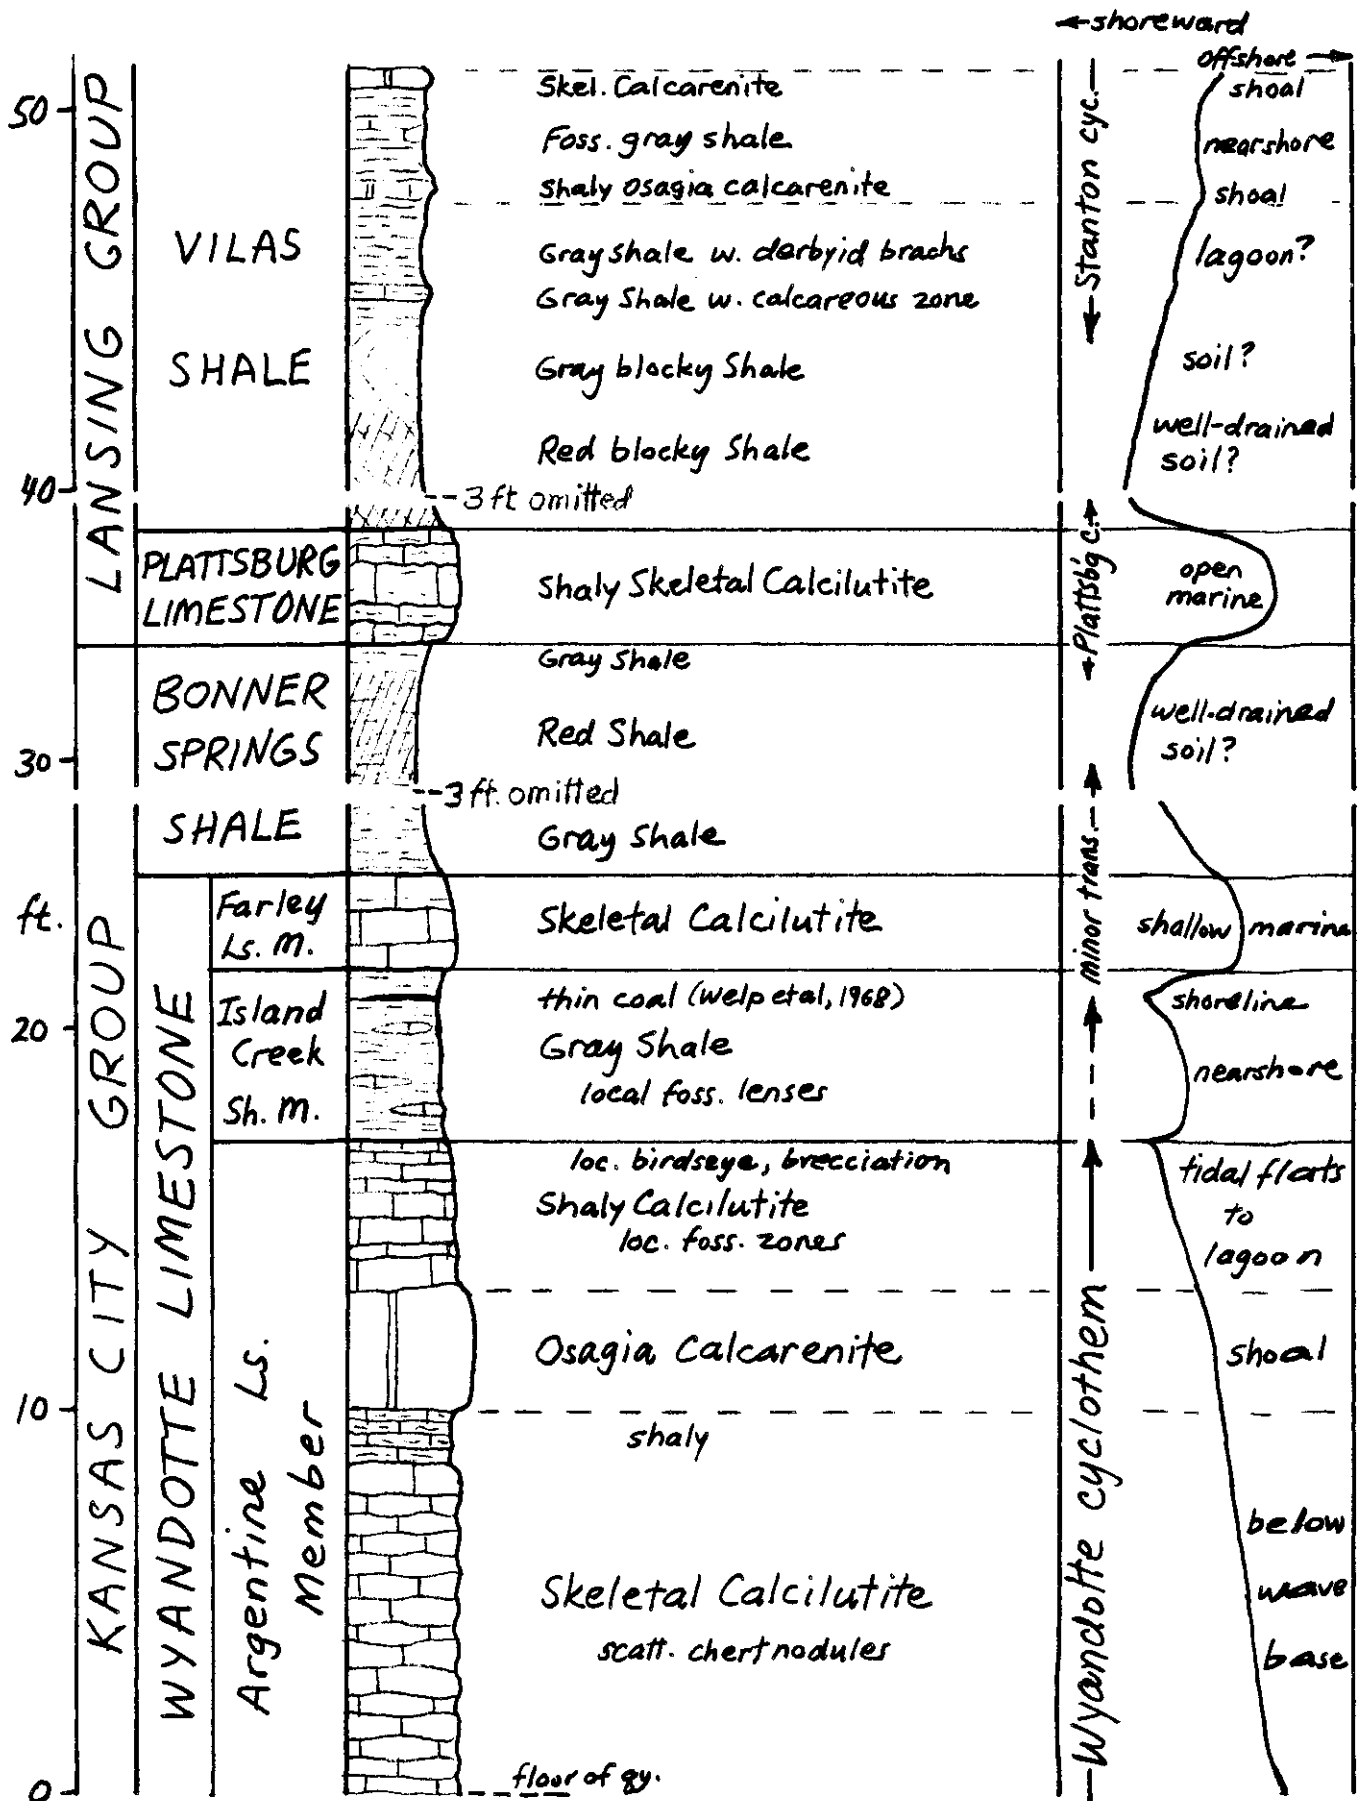 ←shoreward
offshore→
50
40
30
ft.
20
10
0
LANSING GROUP
KANSAS CITY GROUP
VILAS
SHALE
PLATTSBURG
LIMESTONE
BONNER
SPRINGS
SHALE
WYANDOTTE LIMESTONE
Farley
Ls. M.
Island
Creek
Sh. M.
Argentine Ls.
Member
Skel. Calcarenite
Foss. gray shale
shaly Osagia calcarenite
Gray shale w. derbyid brachs
Gray Shale w. calcareous zone
Gray blocky Shale
Red blocky Shale
3 ft omitted
Shaly Skeletal Calcilutite
Gray Shale
Red Shale
3 ft. omitted
Gray Shale
Skeletal Calcilutite
thin coal (Welp et al, 1968)
Gray Shale
local foss. lenses
loc. birdseye, brecciation
Shaly Calcilutite
loc. foss. zones
Osagia Calcarenite
shaly
Skeletal Calcilutite
scatt. chert nodules
floor of qy.
Stanton cyc.
Plattsb'g c.
minor trans.
Wyandotte cyclothem
shoal
nearshore
shoal
lagoon?
soil?
well-drained
soil?
open
marine
well-drained
soil?
shallow marine
shoreline
nearshore
tidal flats
to
lagoon
shoal
below
wave
base